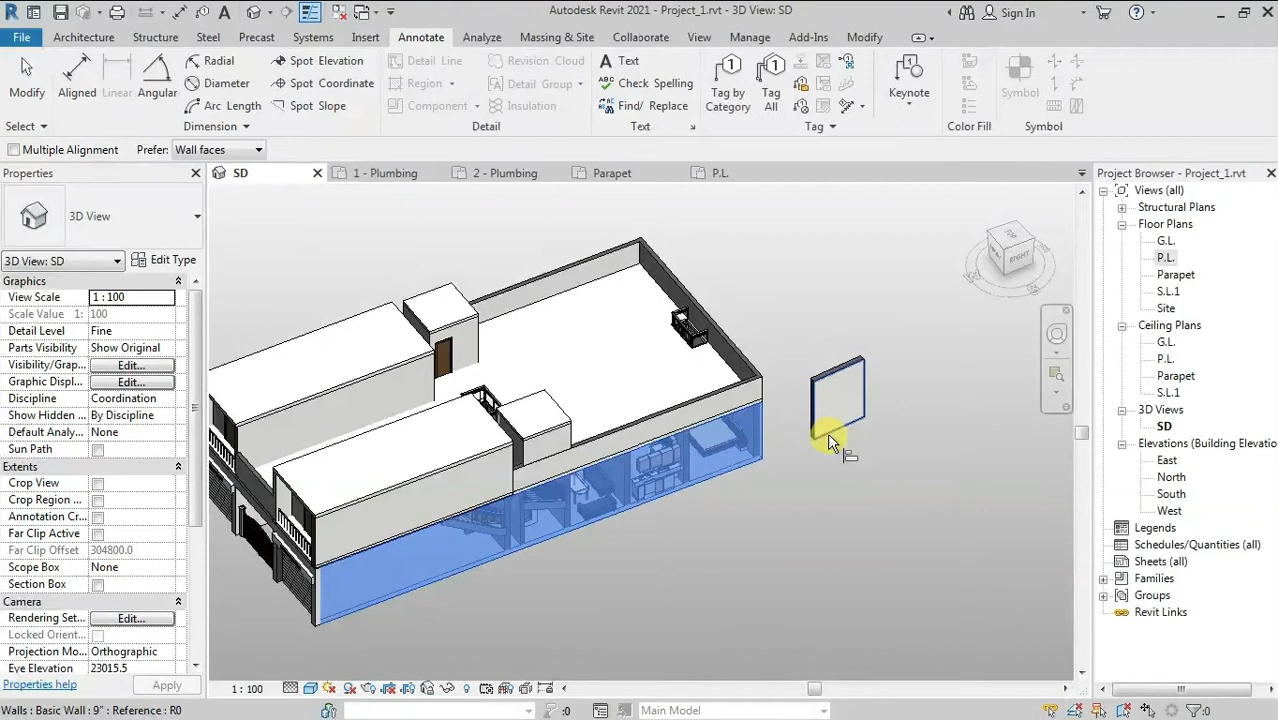 Autodesk Revit 2021 - Project_1.rvt - 3D View: SD
Sign In
File Architecture Structure Steel Precast Systems Insert Annotate Analyze Massing & Site Collaborate View Manage Add-Ins Modify
Modify
Select
Aligned
Linear
Angular
Radial
Diameter
Arc Length
Spot Elevation
Spot Coordinate
Spot Slope
Dimension
Detail Line
Region
Component
Revision Cloud
Detail Group
Insulation
Detail
Text
Check Spelling
Find/ Replace
Text
Tag by
Category
Tag
All
Tag
Keynote
Color Fill
Symbol
Symbol
Multiple Alignment Prefer: Wall faces
Properties
3D View
3D View: SD Edit Type
Graphics
View Scale 1 : 100
Scale Value 1: 100
Detail Level Fine
Parts Visibility Show Original
Visibility/Grap... Edit...
Graphic Displ... Edit...
Discipline Coordination
Show Hidden ... By Discipline
Default Analy... None
Sun Path
Extents
Crop View
Crop Region ...
Annotation Cr...
Far Clip Active
Far Clip Offset 304800.0
Scope Box None
Section Box
Camera
Rendering Set... Edit...
Locked Orient...
Projection Mo... Orthographic
Eye Elevation 23015.5
Properties help Apply
SD 1 - Plumbing 2 - Plumbing Parapet P.L.
TOP
RIGHT
Project Browser - Project_1.rvt
Views (all)
Structural Plans
Floor Plans
G.L.
P.L.
Parapet
S.L.1
Site
Ceiling Plans
G.L.
P.L.
Parapet
S.L.1
3D Views
SD
Elevations (Building Elevatio
East
North
South
West
Legends
Schedules/Quantities (all)
Sheets (all)
Families
Groups
Revit Links
1 : 100
Walls : Basic Wall : 9" : Reference : R0
:0
Main Model
:0